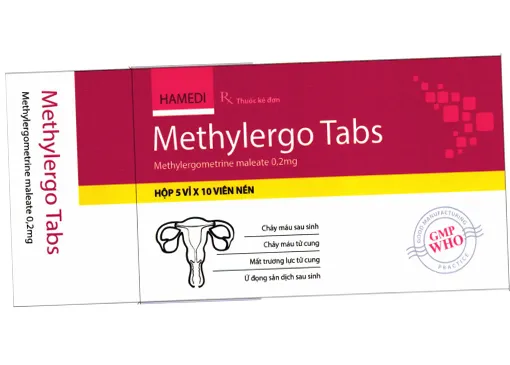 Methylergo Tabs
Methylergometrine maleate 0,2mg
HAMEDI
Rx Thuốc kê đơn
Methylergo Tabs
Methylergometrine maleate 0,2mg
HỘP 5 VỈ X 10 VIÊN NÉN
Chảy máu sau sinh
Chảy máu tử cung
Mất trương lực tử cung
Ứ đọng sản dịch sau sinh
GOOD MANUFACTURING
GMP
WHO
PRACTICE